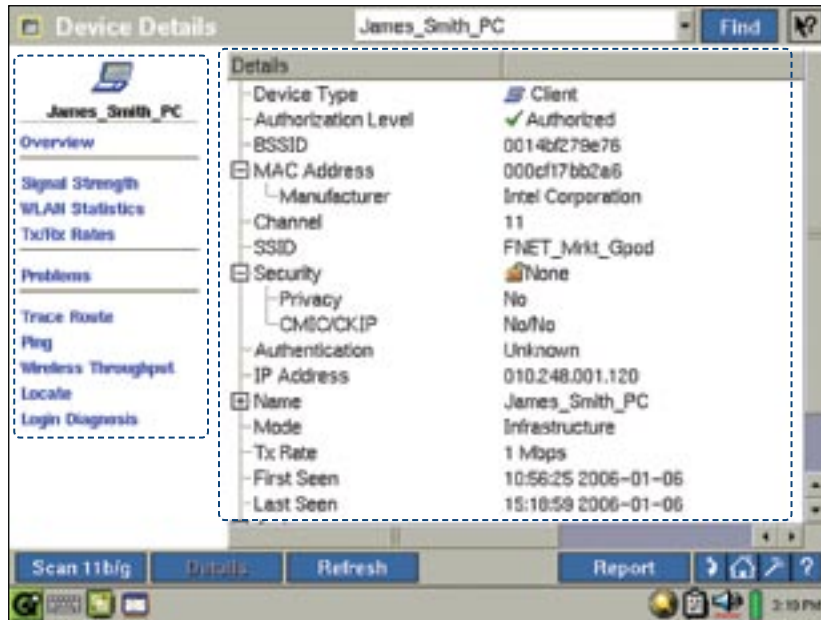 Device Details
James_Smith_PC
Find
James_Smith_PC
Overview
Signal Strength
WLAN Statistics
Tx/Rx Rates
Problems
Trace Route
Ping
Wireless Throughput
Locate
Login Diagnosis
Details
Device Type Client
Authorization Level Authorized
BSSID 0014bf279e76
MAC Address 000cf17bb2a6
Manufacturer Intel Corporation
Channel 11
SSID FNET_Mrkt_Gpod
Security None
Privacy No
CMIC/CKIP No/No
Authentication Unknown
IP Address 010.248.001.120
Name James_Smith_PC
Mode Infrastructure
Tx Rate 1 Mbps
First Seen 10:56:25 2006-01-06
Last Seen 15:18:59 2006-01-06
Scan 11b/g Details Refresh Report ?
3:19 PM